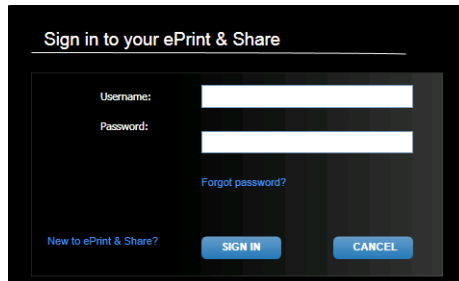 Sign in to your ePrint & Share
Username:
Password:
Forgot password?
New to ePrint & Share?
SIGN IN
CANCEL